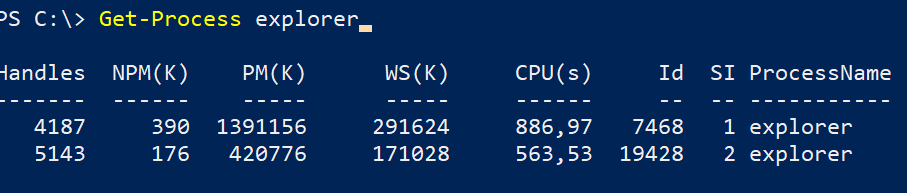 PS C:\> Get-Process explorer
Handles NPM(K) PM(K) WS(K) CPU(s) Id SI ProcessName
------- ------ ----- ----- ------ -- -- -----------
4187 390 1391156 291624 886,97 7468 1 explorer
5143 176 420776 171028 563,53 19428 2 explorer